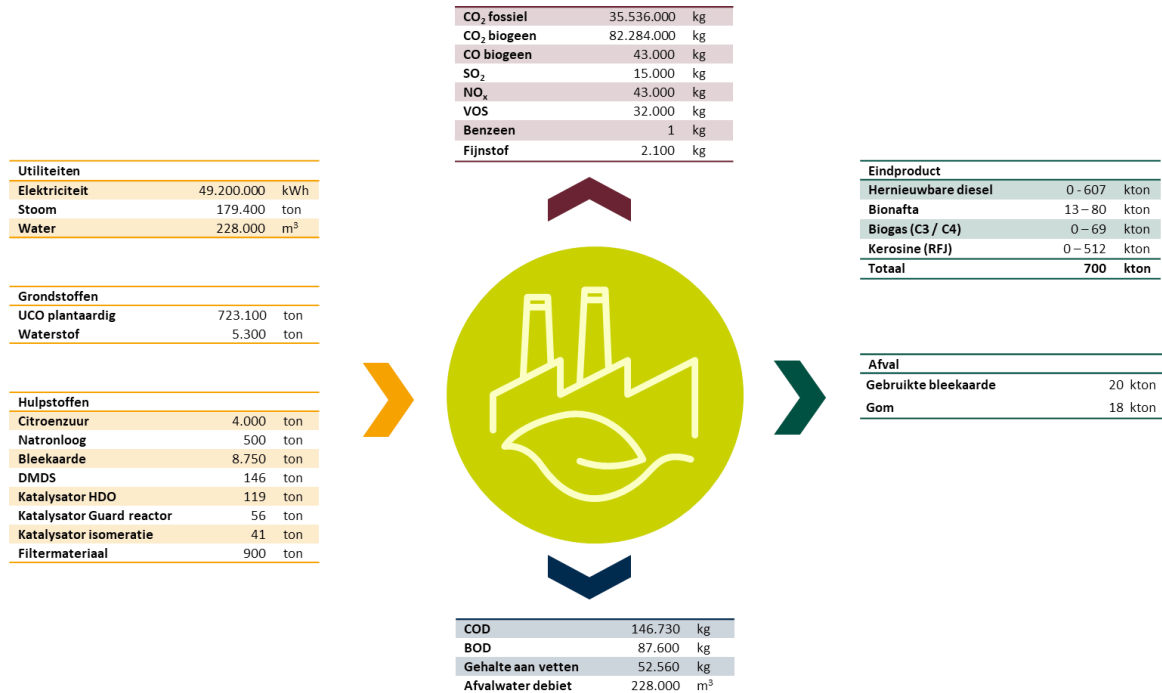 CO₂ fossiel 35.536.000 kg
CO₂ biogeen 82.284.000 kg
CO biogeen 43.000 kg
SO₂ 15.000 kg
NOₓ 43.000 kg
VOS 32.000 kg
Benzeen 1 kg
Fijnstof 2.100 kg
Utiliteiten
Elektriciteit 49.200.000 kWh
Stoom 179.400 ton
Water 228.000 m³
Grondstoffen
UCO plantaardig 723.100 ton
Waterstof 5.300 ton
Hulpstoffen
Citroenzuur 4.000 ton
Natronloog 500 ton
Bleekaarde 8.750 ton
DMDS 146 ton
Katalysator HDO 119 ton
Katalysator Guard reactor 56 ton
Katalysator isomeratie 41 ton
Filtermateriaal 900 ton
Eindproduct
Hernieuwbare diesel 0 - 607 kton
Bionafta 13 – 80 kton
Biogas (C3 / C4) 0 – 69 kton
Kerosine (RFJ) 0 – 512 kton
Totaal 700 kton
Afval
Gebruikte bleekaarde 20 kton
Gom 18 kton
COD 146.730 kg
BOD 87.600 kg
Gehalte aan vetten 52.560 kg
Afvalwater debiet 228.000 m³